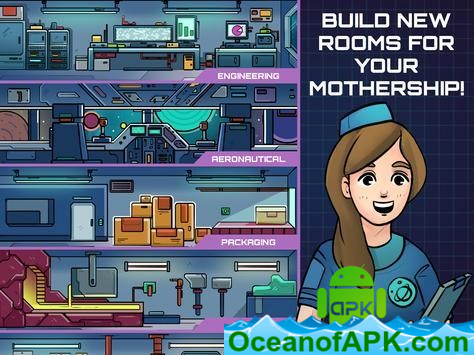 BUILD NEW
ROOMS FOR
YOUR
MOTHERSHIP!
ENGINEERING
AERONAUTICAL
PACKAGING
apk
OceanofAPK.com